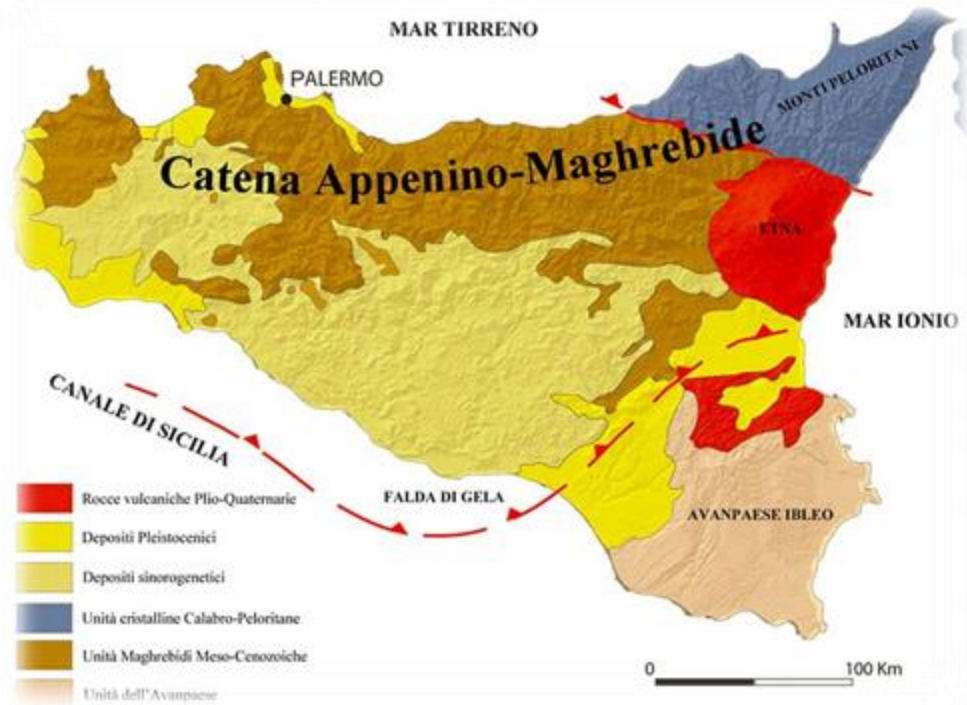 MAR TIRRENO
PALERMO
MONTI PELORITANI
Catena Appenino-Maghrebide
ETNA
MAR IONIO
CANALE DI SICILIA
FALDA DI GELA
AVANPAESE IBLEO
Rocce vulcaniche Plio-Quaternarie
Depositi Pleistocenici
Depositi sinorogenetici
Unità cristalline Calabro-Peloritane
Unità Maghrebidi Meso-Cenozoiche
Unità dell'Avanpaese
0 100 Km